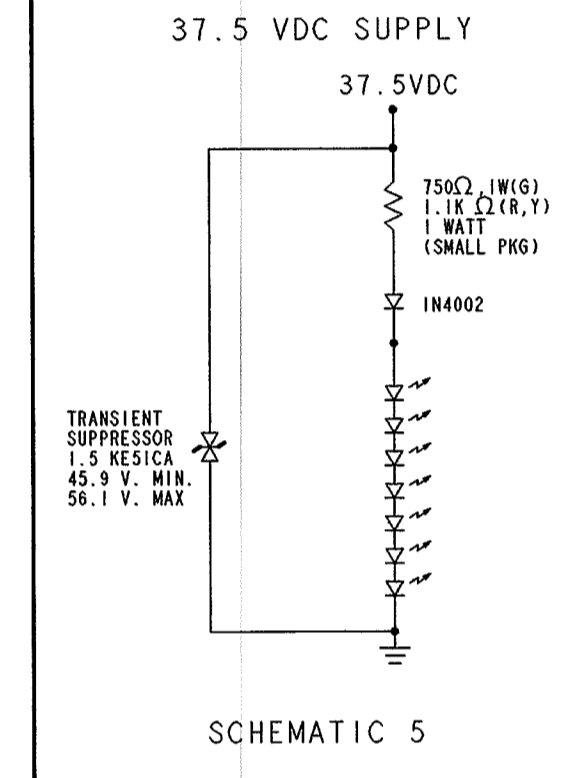 37.5 VDC SUPPLY
37.5VDC
750Ω,1W(G)
1.1K Ω(R,Y)
1 WATT
(SMALL PKG)
IN4002
TRANSIENT
SUPPRESSOR
1.5 KE51CA
45.9 V. MIN.
56.1 V. MAX
SCHEMATIC 5